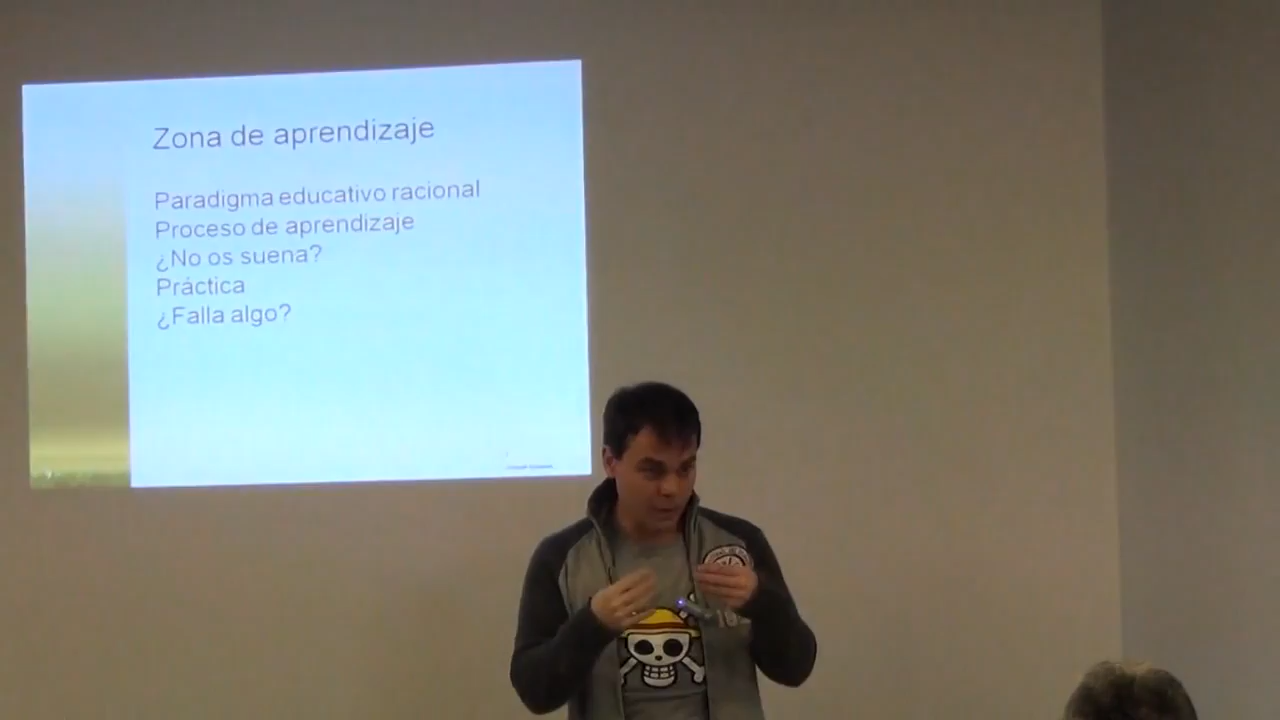 Zona de aprendizaje
Paradigma educativo racional
Proceso de aprendizaje
¿No os suena?
Práctica
¿Falla algo?